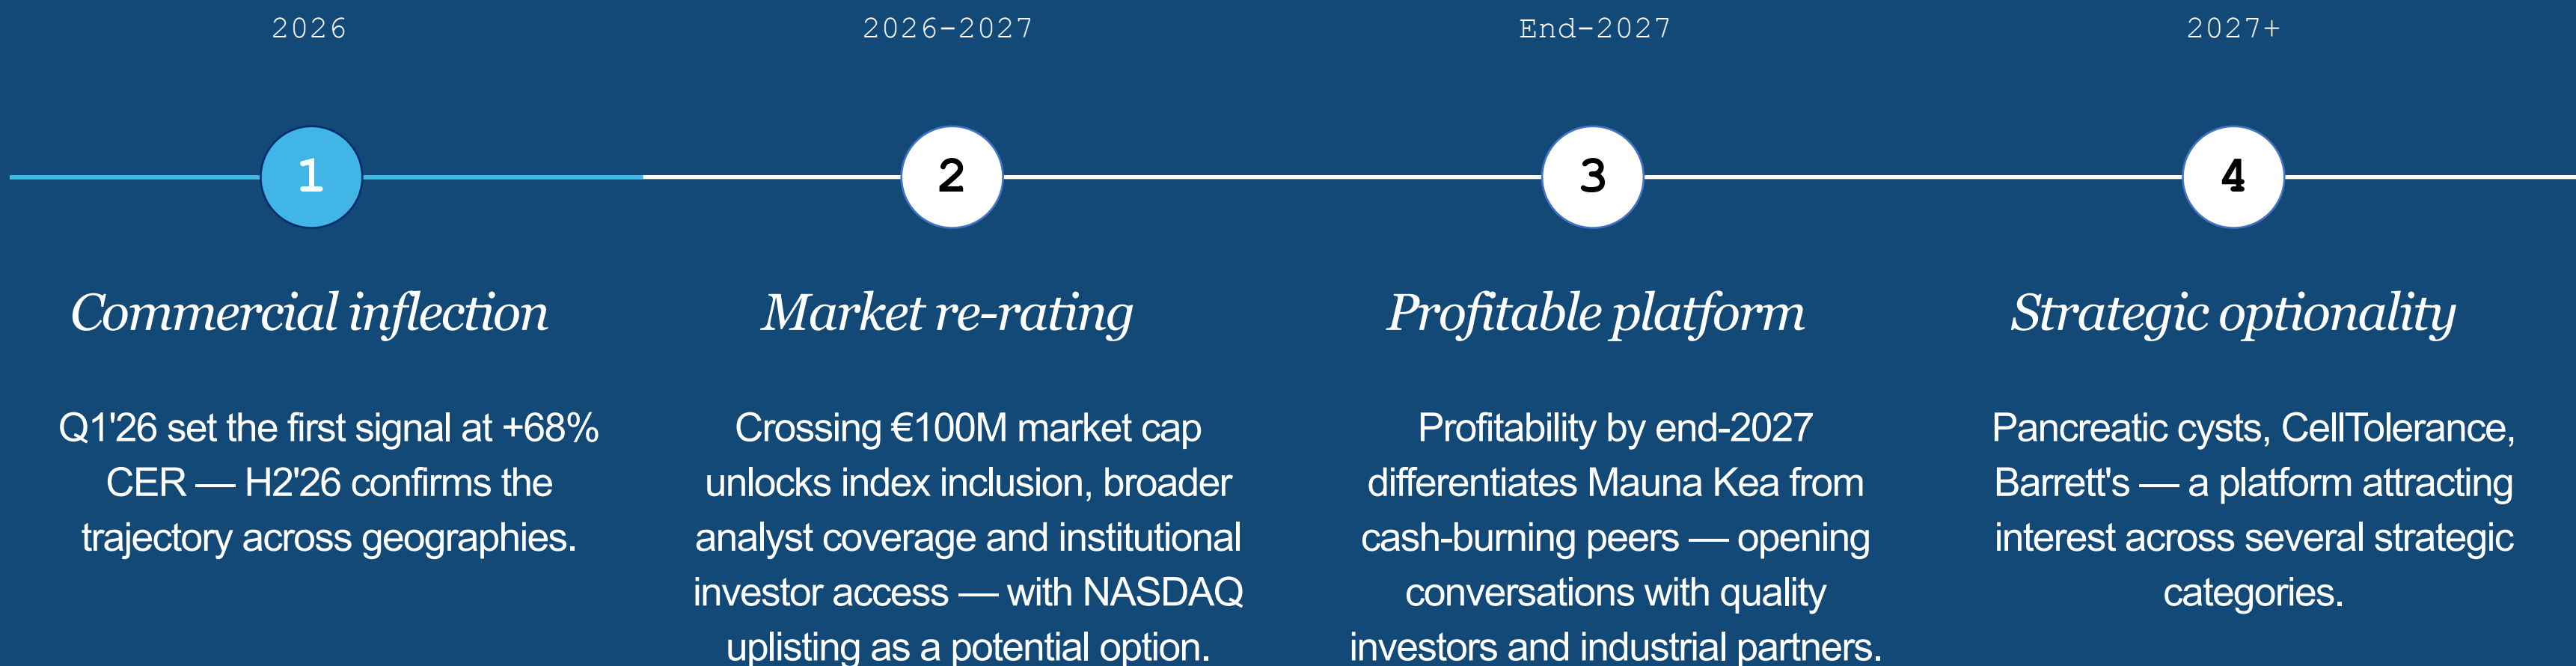 2026
2026-2027
End-2027
2027+
1
2
3
4
Commercial inflection
Market re-rating
Profitable platform
Strategic optionality
Q1'26 set the first signal at +68%
CER — H2'26 confirms the
trajectory across geographies.
Crossing €100M market cap
unlocks index inclusion, broader
analyst coverage and institutional
investor access — with NASDAQ
uplisting as a potential option.
Profitability by end-2027
differentiates Mauna Kea from
cash-burning peers — opening
conversations with quality
investors and industrial partners.
Pancreatic cysts, CellTolerance,
Barrett's — a platform attracting
interest across several strategic
categories.